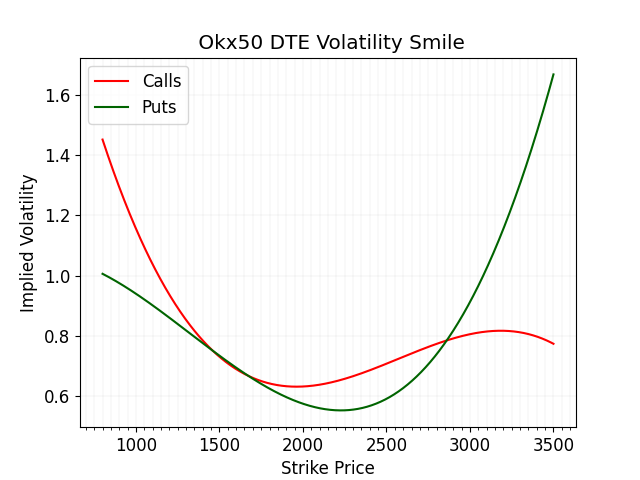 Okx50 DTE Volatility Smile
Calls
Puts
Implied Volatility
1.6
1.4
1.2
1.0
0.8
0.6
1000 1500 2000 2500 3000 3500
Strike Price